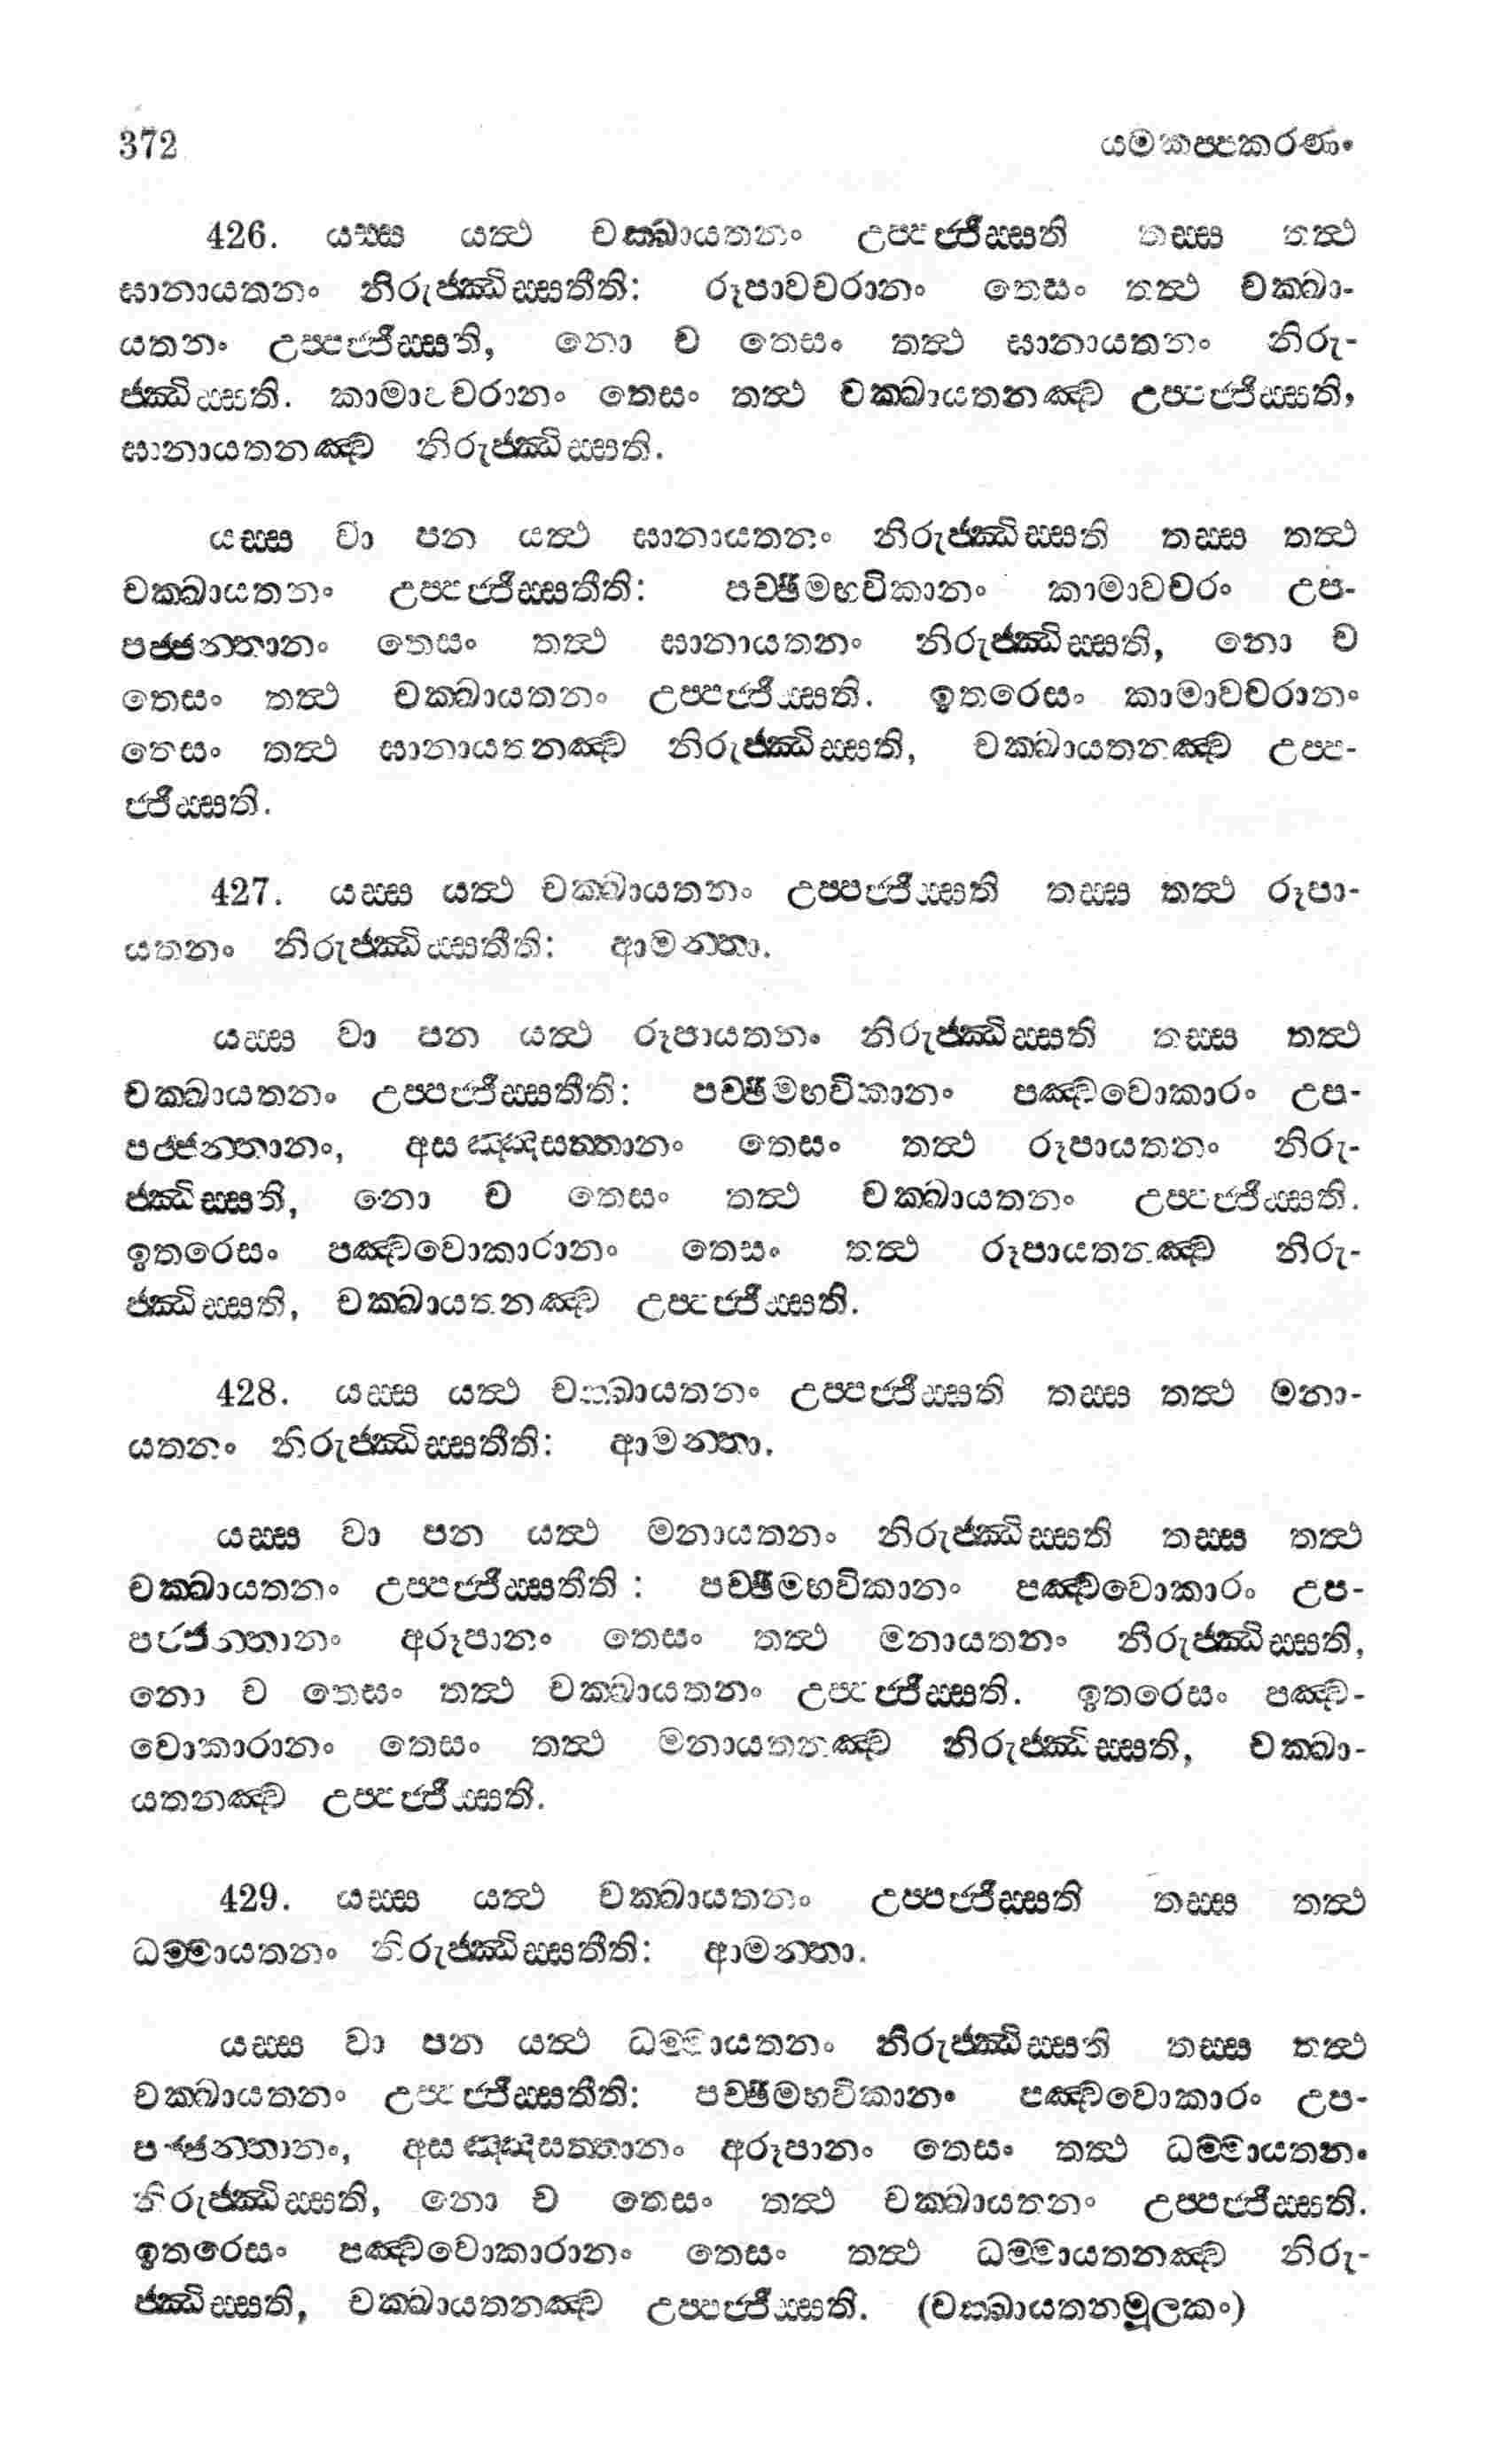 372 යමකප්පකරණං
426. යස්ස යත්ථ චක්ඛායතනං උප්පජ්ජිස්සති තස්ස තත්ථ
ඝානායතනං නිරුජ්ඣිස්සතීති: රූපාවචරානං තෙසං තත්ථ චක්ඛා-
යතනං උප්පජ්ජිස්සති, නො ච තෙසං තත්ථ ඝානායතනං නිරු-
ජ්ඣිස්සති. කාමාවචරානං තෙසං තත්ථ චක්ඛායතනඤ්ච උප්පජ්ජිස්සති,
ඝානායතනඤ්ච නිරුජ්ඣිස්සති.
යස්ස වා පන යත්ථ ඝානායතනං නිරුජ්ඣිස්සති තස්ස තත්ථ
චක්ඛායතනං උප්පජ්ජිස්සතීති: පච්ඡිමභවිකානං කාමාවචරං උප-
පජ්ජන්තානං තෙසං තත්ථ ඝානායතනං නිරුජ්ඣිස්සති, නො ච
තෙසං තත්ථ චක්ඛායතනං උප්පජ්ජිස්සති. ඉතරෙසං කාමාවචරානං
තෙසං තත්ථ ඝානායතනඤ්ච නිරුජ්ඣිස්සති, චක්ඛායතනඤ්ච උප්ප-
ජ්ජිස්සති.
427. යස්ස යත්ථ චක්ඛායතනං උප්පජ්ජිස්සති තස්ස තත්ථ රූපා-
යතනං නිරුජ්ඣිස්සතීති: ආමන්තා.
යස්ස වා පන යත්ථ රූපායතනං නිරුජ්ඣිස්සති තස්ස තත්ථ
චක්ඛායතනං උප්පජ්ජිස්සතීති: පච්ඡිමභවිකානං පඤ්චවොකාරං උප-
පජ්ජන්තානං, අසඤ්ඤසත්තානං තෙසං තත්ථ රූපායතනං නිරු-
ජ්ඣිස්සති, නො ච තෙසං තත්ථ චක්ඛායතනං උප්පජ්ජිස්සති.
ඉතරෙසං පඤ්චවොකාරානං තෙසං තත්ථ රූපායතනඤ්ච නිරු-
ජ්ඣිස්සති, චක්ඛායතනඤ්ච උප්පජ්ජිස්සති.
428. යස්ස යත්ථ චක්ඛායතනං උප්පජ්ජිස්සති තස්ස තත්ථ මනා-
යතනං නිරුජ්ඣිස්සතීති: ආමන්තා.
යස්ස වා පන යත්ථ මනායතනං නිරුජ්ඣිස්සති තස්ස තත්ථ
චක්ඛායතනං උප්පජ්ජිස්සතීති: පච්ඡිමභවිකානං පඤ්චවොකාරං උප-
පජ්ජන්තානං අරූපානං තෙසං තත්ථ මනායතනං නිරුජ්ඣිස්සති,
නො ච තෙසං තත්ථ චක්ඛායතනං උප්පජ්ජිස්සති. ඉතරෙසං පඤ්ච-
වොකාරානං තෙසං තත්ථ මනායතනඤ්ච නිරුජ්ඣිස්සති, චක්ඛා-
යතනඤ්ච උප්පජ්ජිස්සති.
429. යස්ස යත්ථ චක්ඛායතනං උප්පජ්ජිස්සති තස්ස තත්ථ
ධම්මායතනං නිරුජ්ඣිස්සතීති: ආමන්තා.
යස්ස වා පන යත්ථ ධම්මායතනං නිරුජ්ඣිස්සති තස්ස තත්ථ
චක්ඛායතනං උප්පජ්ජිස්සතීති: පච්ඡිමභවිකානං පඤ්චවොකාරං උප-
පජ්ජන්තානං, අසඤ්ඤසත්තානං අරූපානං තෙසං තත්ථ ධම්මායතනං
නිරුජ්ඣිස්සති, නො ච තෙසං තත්ථ චක්ඛායතනං උප්පජ්ජිස්සති.
ඉතරෙසං පඤ්චවොකාරානං තෙසං තත්ථ ධම්මායතනඤ්ච නිරු-
ජ්ඣිස්සති, චක්ඛායතනඤ්ච උප්පජ්ජිස්සති. (චක්ඛායතනමූලකං)